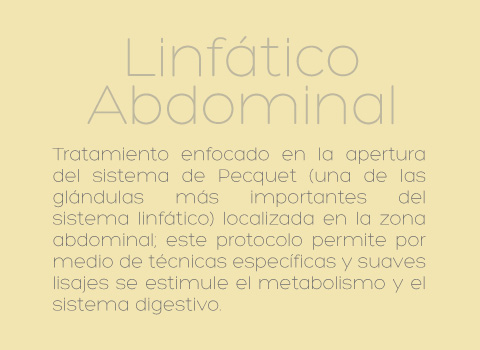 Linfático
Abdominal
Tratamiento enfocado en la apertura
del sistema de Pecquet (una de las
glándulas más importantes del
sistema linfático) localizada en la zona
abdominal; este protocolo permite por
medio de técnicas específicas y suaves
lisajes se estimule el metabolismo y el
sistema digestivo.